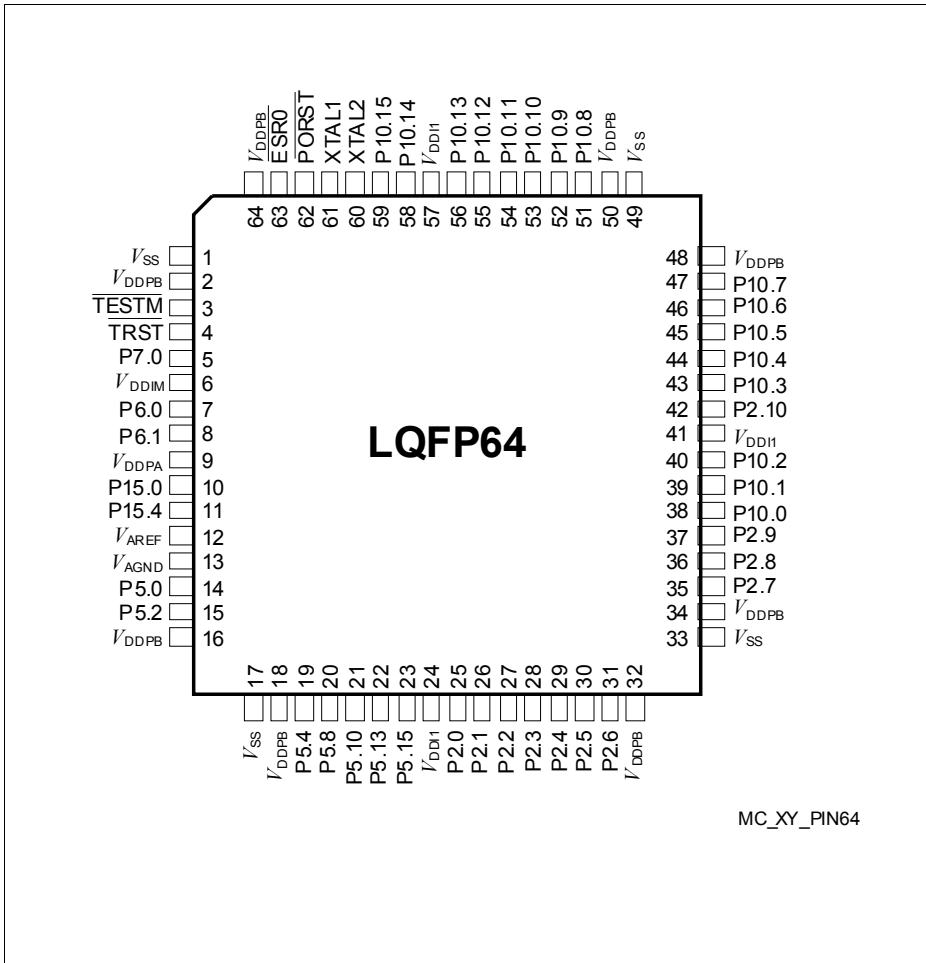 VDDPB
ESR0
PORST
XTAL1
XTAL2
P10.15
P10.14
VDDI1
P10.13
P10.12
P10.11
P10.10
P10.9
P10.8
VDDPB
VSS
64
63
62
61
60
59
58
57
56
55
54
53
52
51
50
49
VSS 1
VDDPB 2
TESTM 3
TRST 4
P7.0 5
VDDIM 6
P6.0 7
P6.1 8
VDDPA 9
P15.0 10
P15.4 11
VAREF 12
VAGND 13
P5.0 14
P5.2 15
VDDPB 16
LQFP64
48 VDDPB
47 P10.7
46 P10.6
45 P10.5
44 P10.4
43 P10.3
42 P2.10
41 VDDI1
40 P10.2
39 P10.1
38 P10.0
37 P2.9
36 P2.8
35 P2.7
34 VDDPB
33 VSS
17
18
19
20
21
22
23
24
25
26
27
28
29
30
31
32
VSS
VDDPB
P5.4
P5.8
P5.10
P5.13
P5.15
VDDI1
P2.0
P2.1
P2.2
P2.3
P2.4
P2.5
P2.6
VDDPB
MC_XY_PIN64